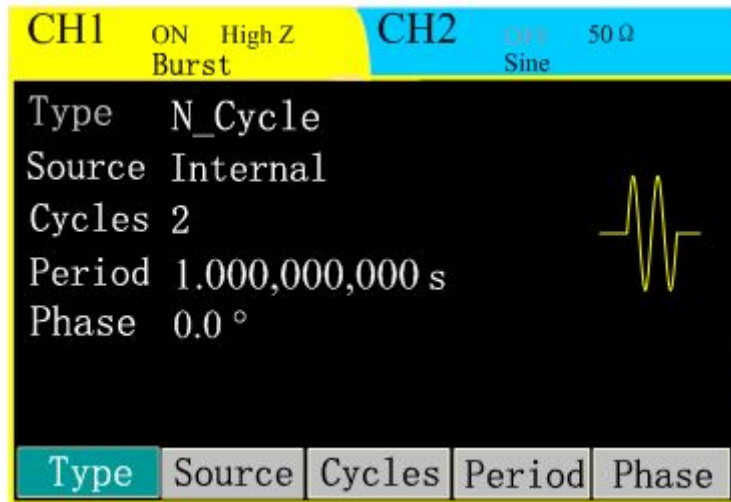 CH1 ON High Z CH2 OFF 50 Ω
Burst Sine
Type N_Cycle
Source Internal
Cycles 2
Period 1.000,000,000 s
Phase 0.0 °
Type Source Cycles Period Phase